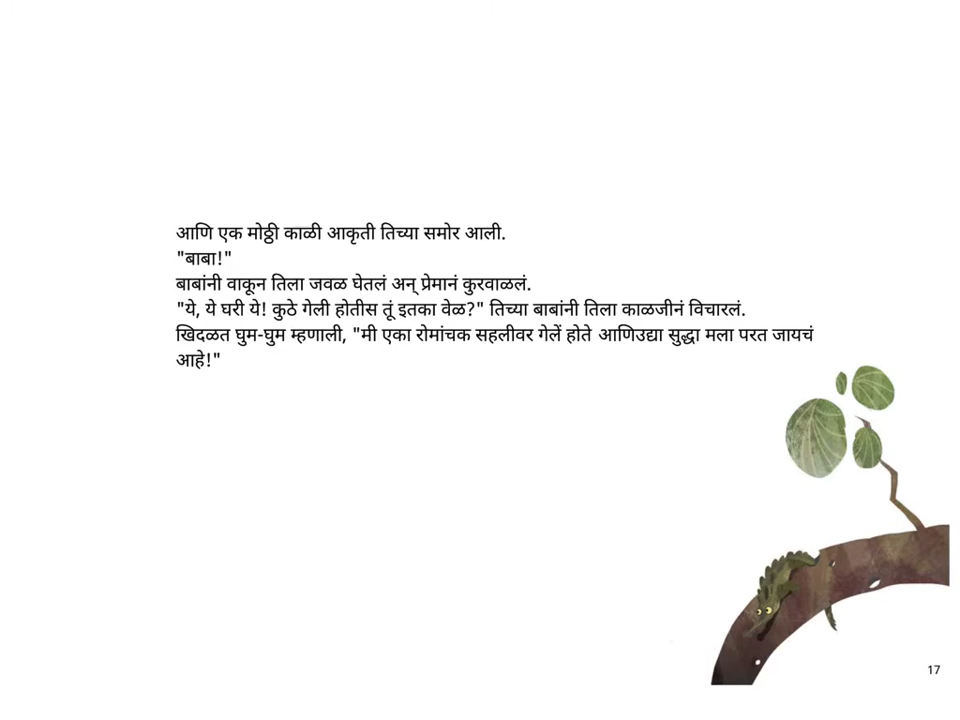 आणि एक मोठ्ठी काळी आकृती तिच्या समोर आली.
"बाबा!"
बाबांनी वाकून तिला जवळ घेतलं अन् प्रेमानं कुरवाळलं.
"ये, ये घरी ये! कुठे गेली होतीस तूं इतका वेळ?" तिच्या बाबांनी तिला काळजीनं विचारलं.
खिदळत घुम-घुम म्हणाली, "मी एका रोमांचक सहलीवर गेलें होते आणिउद्या सुद्धा मला परत जायचं
आहे!"
17